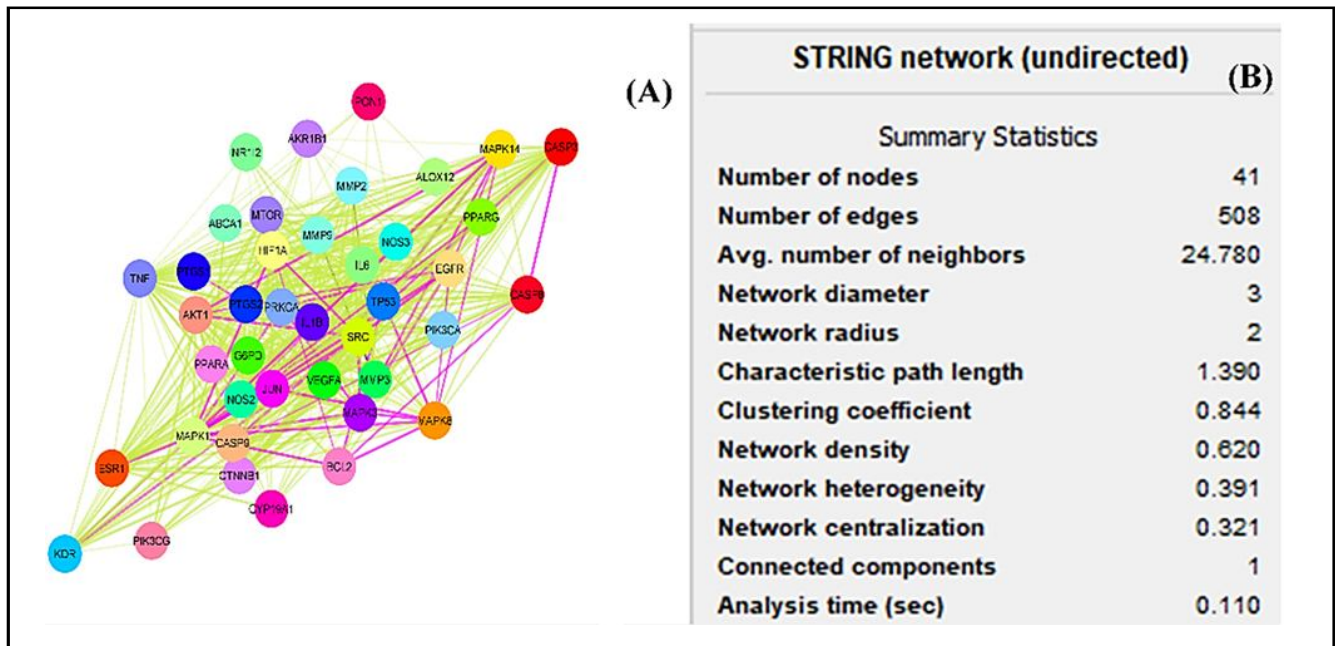 PON1
AKR1B1
NR1I2
MAPK14
CASP3
MMP2
ALOX12
ABCA1
MTOR
PPARG
MMP9
NOS3
HIF1A
IL6
EGFR
TNF
PTGS1
CASP8
PTGS2
PRKCA
TP53
AKT1
IL1B
PIK3CA
SRC
PPARA
G6PD
VEGFA
MMP3
JUN
NOS2
MAPK3
MAPK8
MAPK1
CASP9
ESR1
CTNNB1
BCL2
CYP19A1
PIK3CG
KDR
(A)
STRING network (undirected)
(B)
Summary Statistics
Number of nodes 41
Number of edges 508
Avg. number of neighbors 24.780
Network diameter 3
Network radius 2
Characteristic path length 1.390
Clustering coefficient 0.844
Network density 0.620
Network heterogeneity 0.391
Network centralization 0.321
Connected components 1
Analysis time (sec) 0.110